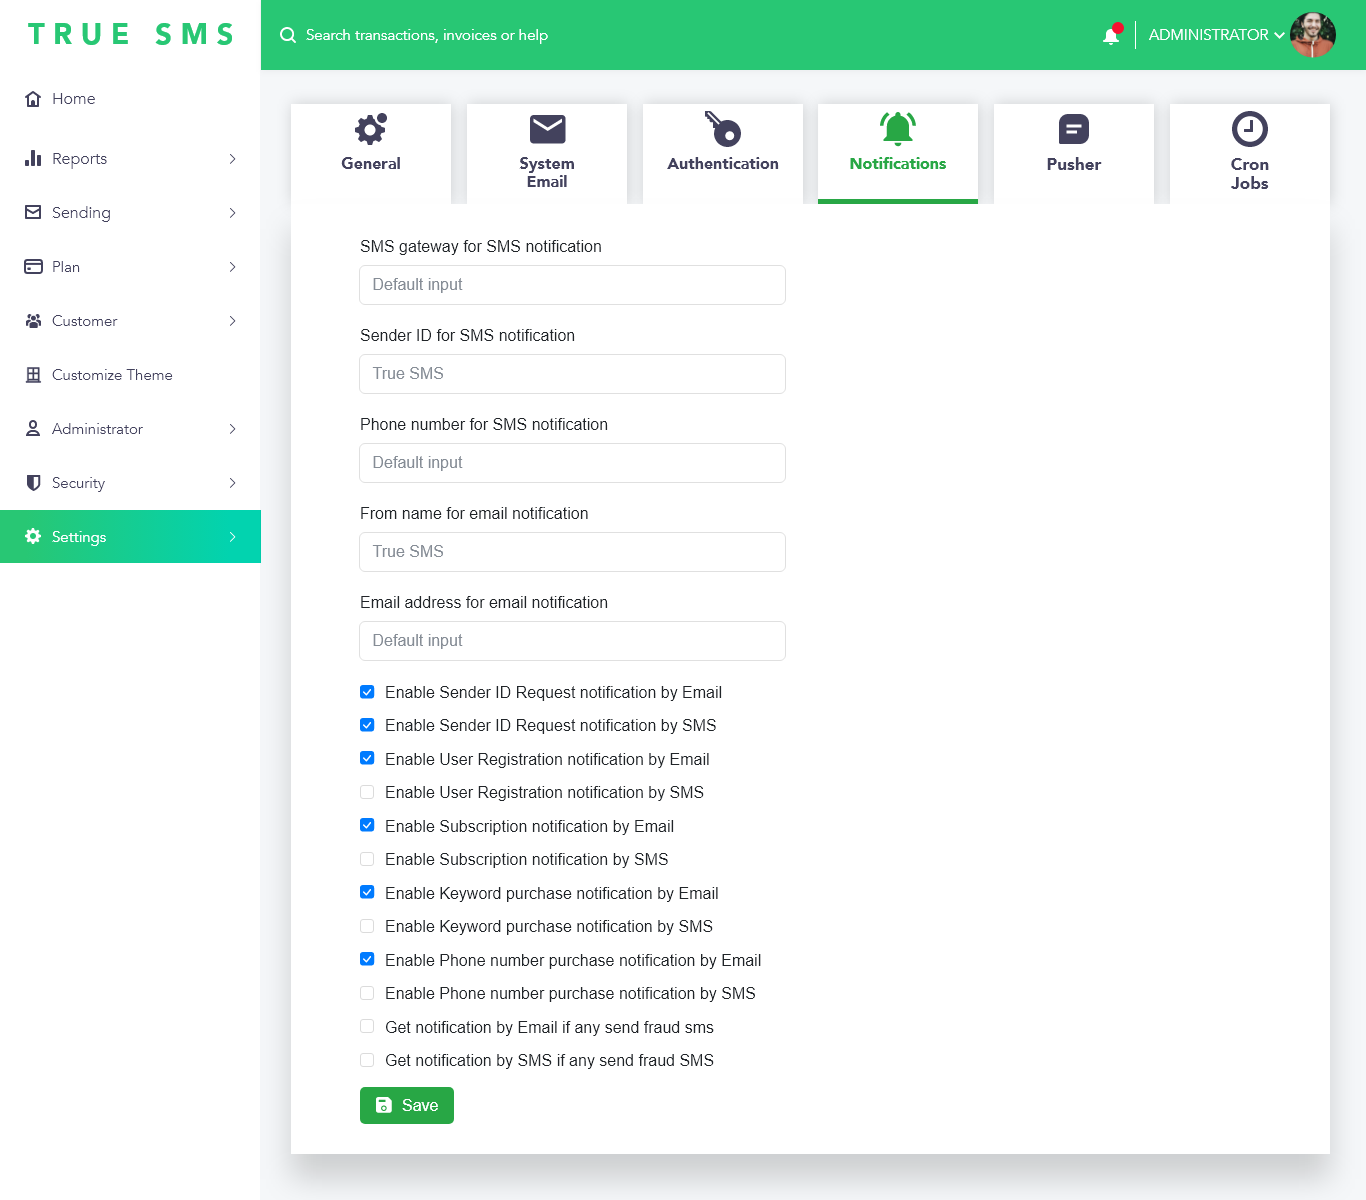 TRUE SMS
Search transactions, invoices or help
ADMINISTRATOR
Home
Reports
Sending
Plan
Customer
Customize Theme
Administrator
Security
Settings
General
System
Email
Authentication
Notifications
Pusher
Cron
Jobs
SMS gateway for SMS notification
Default input
Sender ID for SMS notification
True SMS
Phone number for SMS notification
Default input
From name for email notification
True SMS
Email address for email notification
Default input
Enable Sender ID Request notification by Email
Enable Sender ID Request notification by SMS
Enable User Registration notification by Email
Enable User Registration notification by SMS
Enable Subscription notification by Email
Enable Subscription notification by SMS
Enable Keyword purchase notification by Email
Enable Keyword purchase notification by SMS
Enable Phone number purchase notification by Email
Enable Phone number purchase notification by SMS
Get notification by Email if any send fraud sms
Get notification by SMS if any send fraud SMS
Save